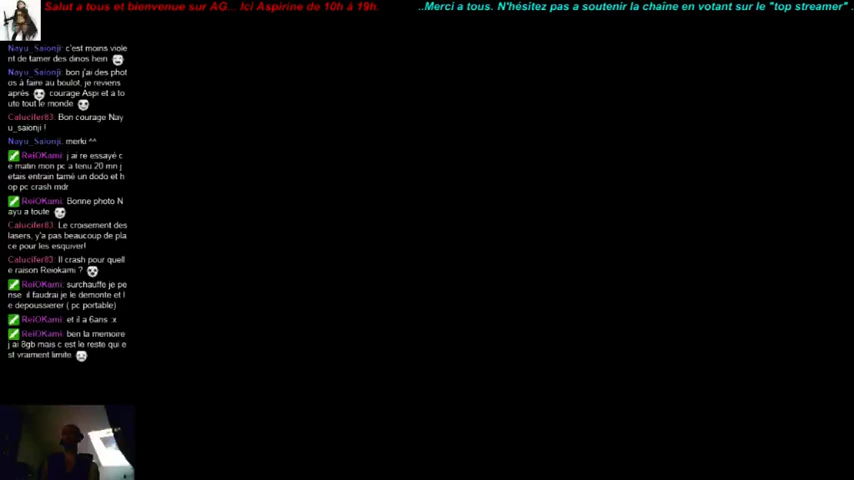 Salut a tous et bienvenue sur AG... Ici Aspirine de 10h à 19h.
..Merci a tous. N'hésitez pas a soutenir la chaîne en votant sur le "top streamer" .
Nayu_Saionji: c'est moins viole
nt de tamer des dinos hein
Nayu_Saionji: bon j'ai des phot
os à faire au boulot, je reviens
après courage Aspi et a to
ute tout le monde
Calucifer83: Bon courage Nay
u_saionji !
Nayu_Saionji: merki ^^
ReiOKami: j ai re essayé c
e matin mon pc a tenu 20 mn j
etais entrain tamé un dodo et h
op pc crash mdr
ReiOKami: Bonne photo N
ayu a toute
Calucifer83: Le croisement des
lasers, y'a pas beaucoup de pla
ce pour les esquiver!
Calucifer83: Il crash pour quell
e raison Reiokami ?
ReiOKami: surchauffe je pe
nse il faudrai je le demonte et l
e depoussierer ( pc portable)
ReiOKami: et il a 6ans :x
ReiOKami: ben la memoire
j ai 8gb mais c est le reste qui e
st vraiment limite